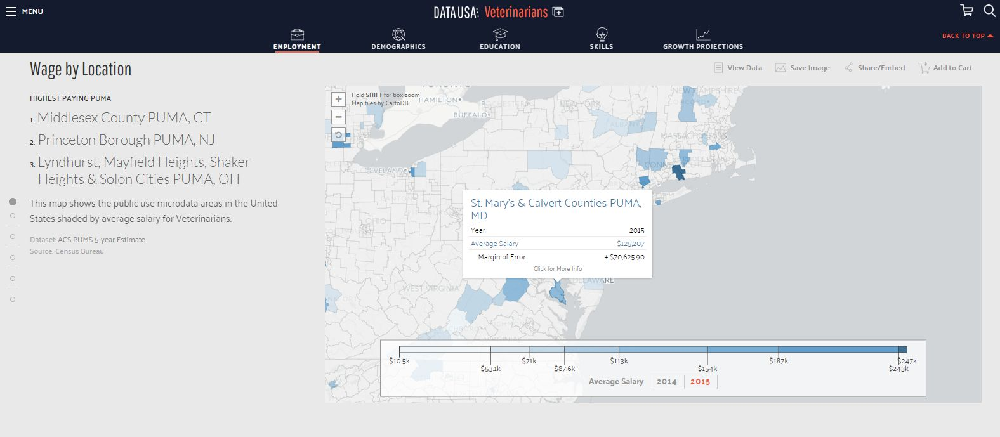 MENU
DATA USA: Veterinarians
EMPLOYMENT
DEMOGRAPHICS
EDUCATION
SKILLS
GROWTH PROJECTIONS
BACK TO TOP
Wage by Location
View Data
Save Image
Share/Embed
Add to Cart
HIGHEST PAYING PUMA
1. Middlesex County PUMA, CT
2. Princeton Borough PUMA, NJ
3. Lyndhurst, Mayfield Heights, Shaker
Heights & Solon Cities PUMA, OH
This map shows the public use microdata areas in the United
States shaded by average salary for Veterinarians.
Dataset: ACS PUMS 5-year Estimate
Source: Census Bureau
TORONTO
+
Hold SHIFT for box zoom
Map tiles by CartoDB
−
HAMILTON
BUFFALO
ROCHESTER
NEW YORK
NEW HAMPSHIRE
CONCORD
ALBANY
MASSACHUSETTS
RHODE ISLAND
CONN
CANTON
OHIO
PITTSBURGH
WEST VIRGINIA
DELAWARE
RICHMOND
VIRGINIA
St. Mary's & Calvert Counties PUMA,
MD
Year 2015
Average Salary $125,207
Margin of Error ± $70,625.90
Click for More Info
$10.5k
$53.1k
$71k
$87.6k
$113k
$154k
$187k
$243k
$247k
Average Salary 2014 2015